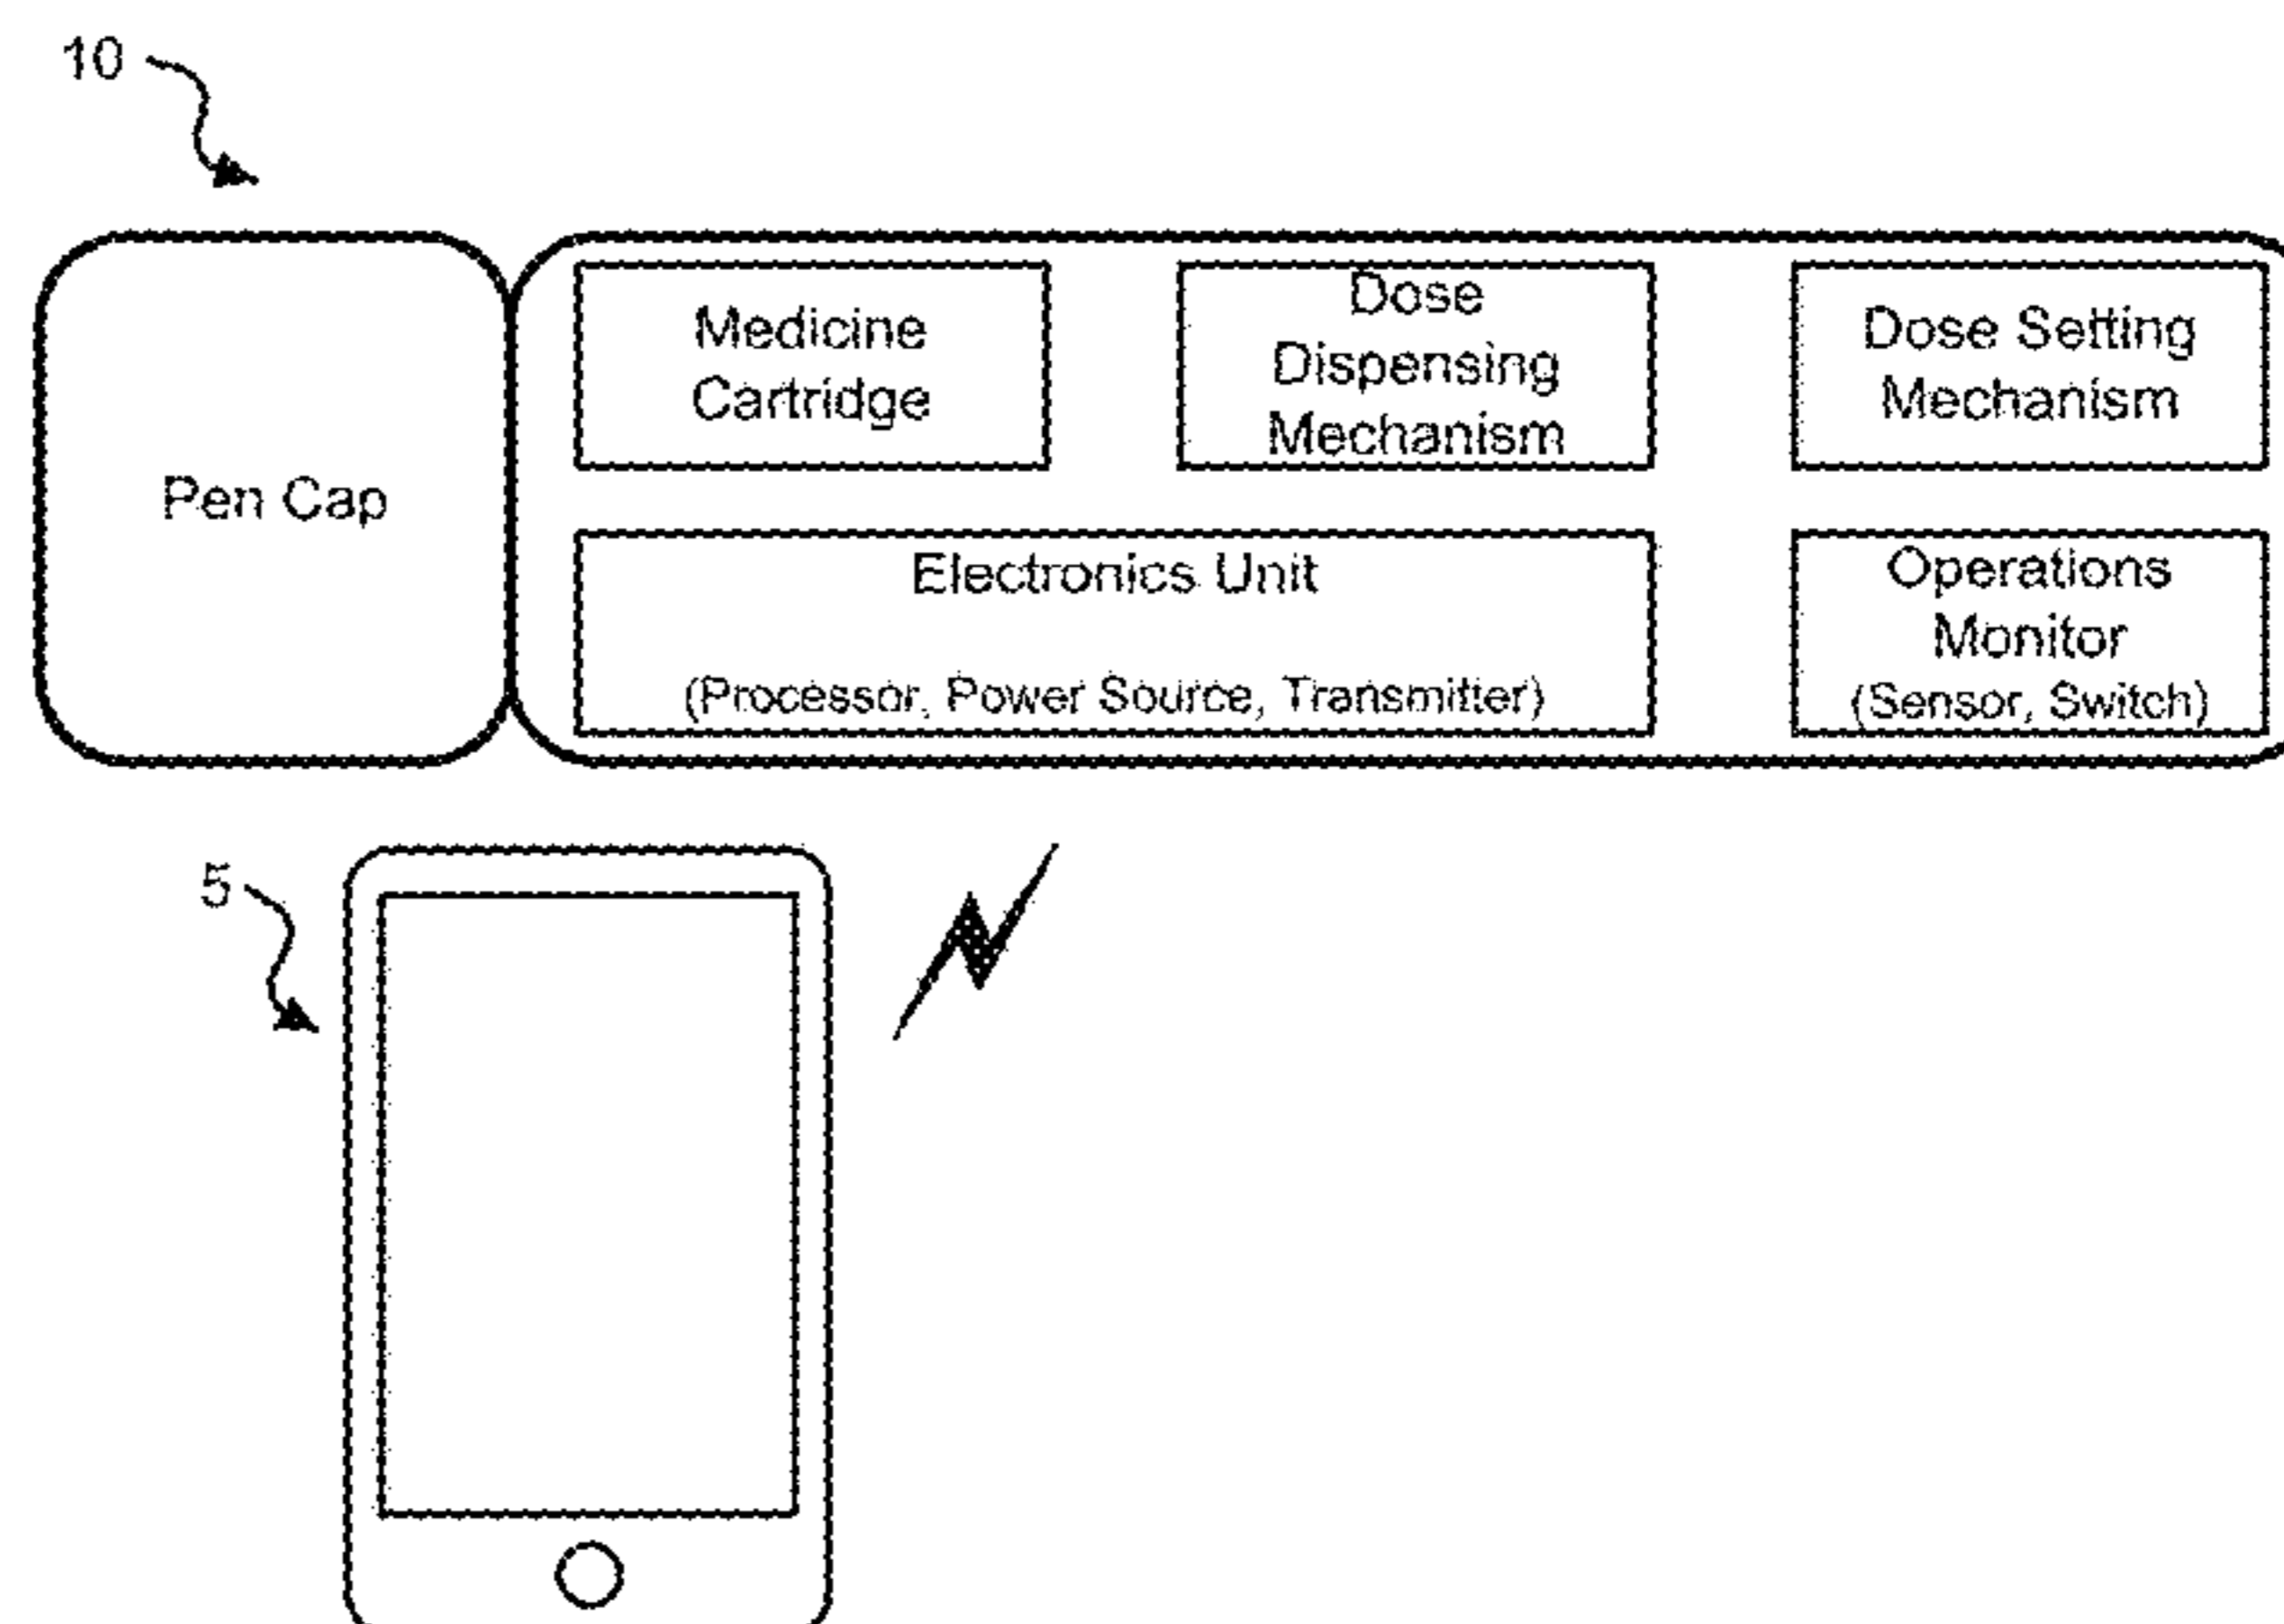 10
Medicine
Cartridge
Dose
Dispensing
Mechanism
Dose Setting
Mechanism
Pen Cap
Electronics Unit
(Processor, Power Source, Transmitter)
Operations
Monitor
(Sensor, Switch)
5